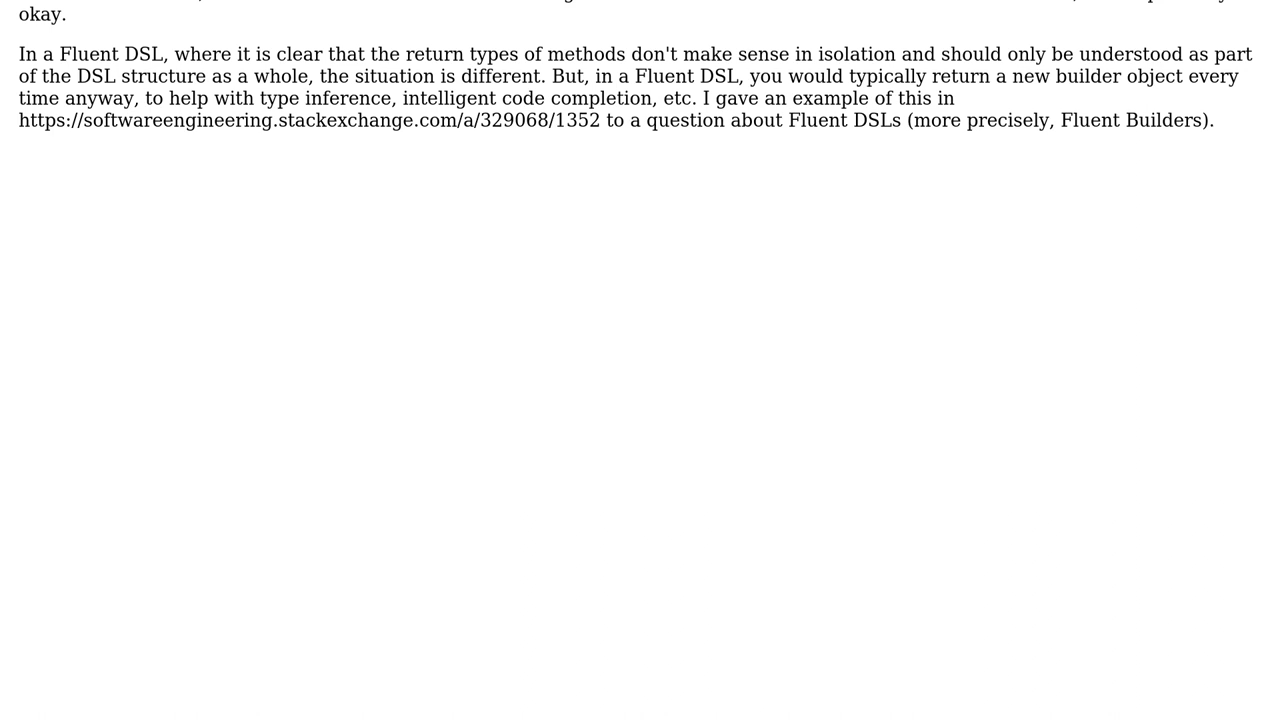 okay.
In a Fluent DSL, where it is clear that the return types of methods don't make sense in isolation and should only be understood as part
of the DSL structure as a whole, the situation is different. But, in a Fluent DSL, you would typically return a new builder object every
time anyway, to help with type inference, intelligent code completion, etc. I gave an example of this in
https://softwareengineering.stackexchange.com/a/329068/1352 to a question about Fluent DSLs (more precisely, Fluent Builders).